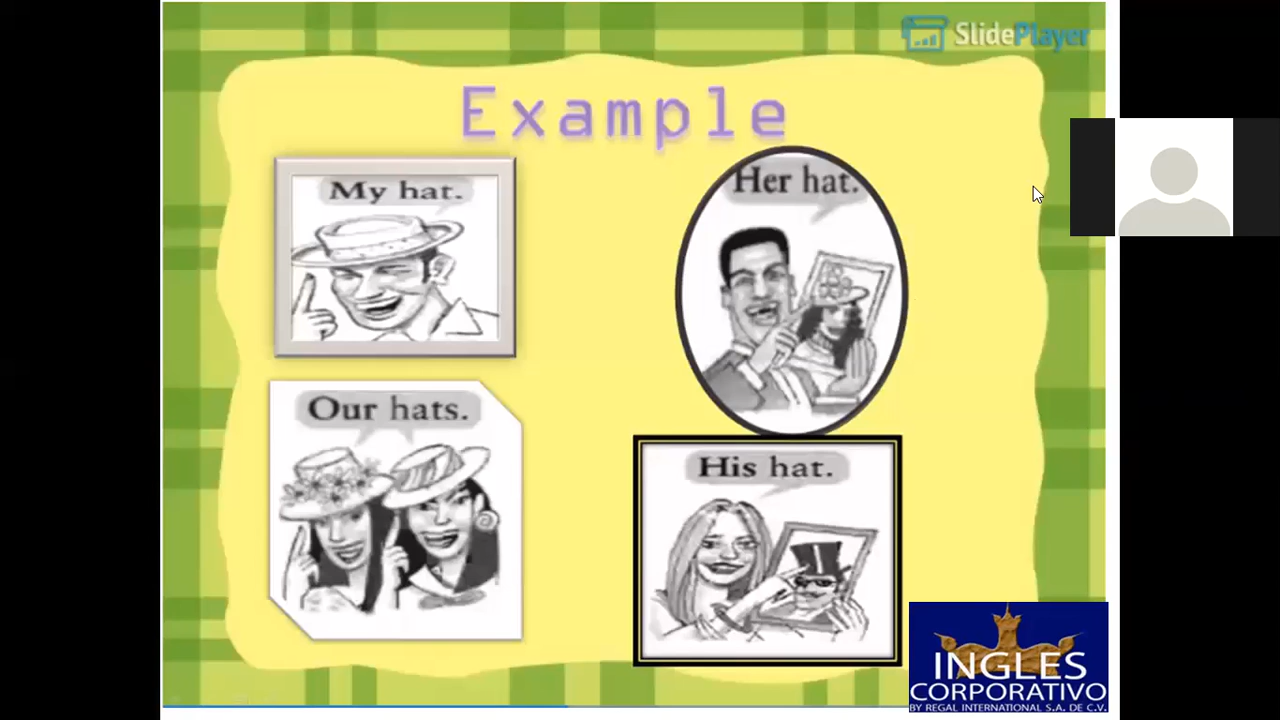 SlidePlayer
Example
My hat.
Her hat.
Our hats.
His hat.
INGLES
CORPORATIVO
BY REGAL INTERNATIONAL S.A. DE C.V.